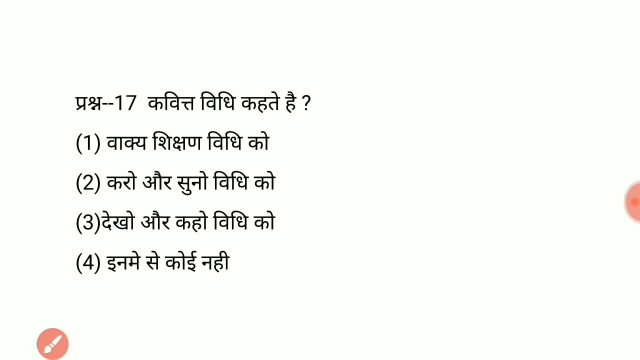 प्रश्न--17 कवित्त विधि कहते है ?
(1) वाक्य शिक्षण विधि को
(2) करो और सुनो विधि को
(3)देखो और कहो विधि को
(4) इनमे से कोई नही